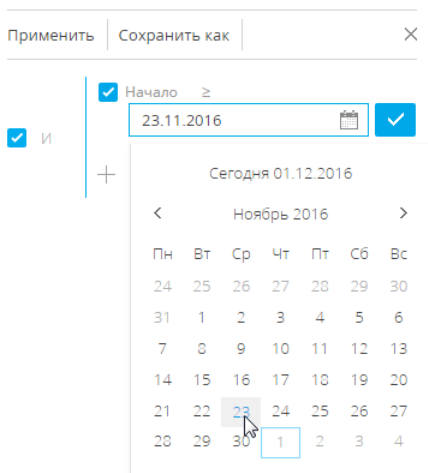 Применить Сохранить как
Начало ≥
23.11.2016
И
Сегодня 01.12.2016
Ноябрь 2016
Пн Вт Ср Чт Пт Сб Вс
24 25 26 27 28 29 30
31 1 2 3 4 5 6
7 8 9 10 11 12 13
14 15 16 17 18 19 20
21 22 23 24 25 26 27
28 29 30 1 2 3 4